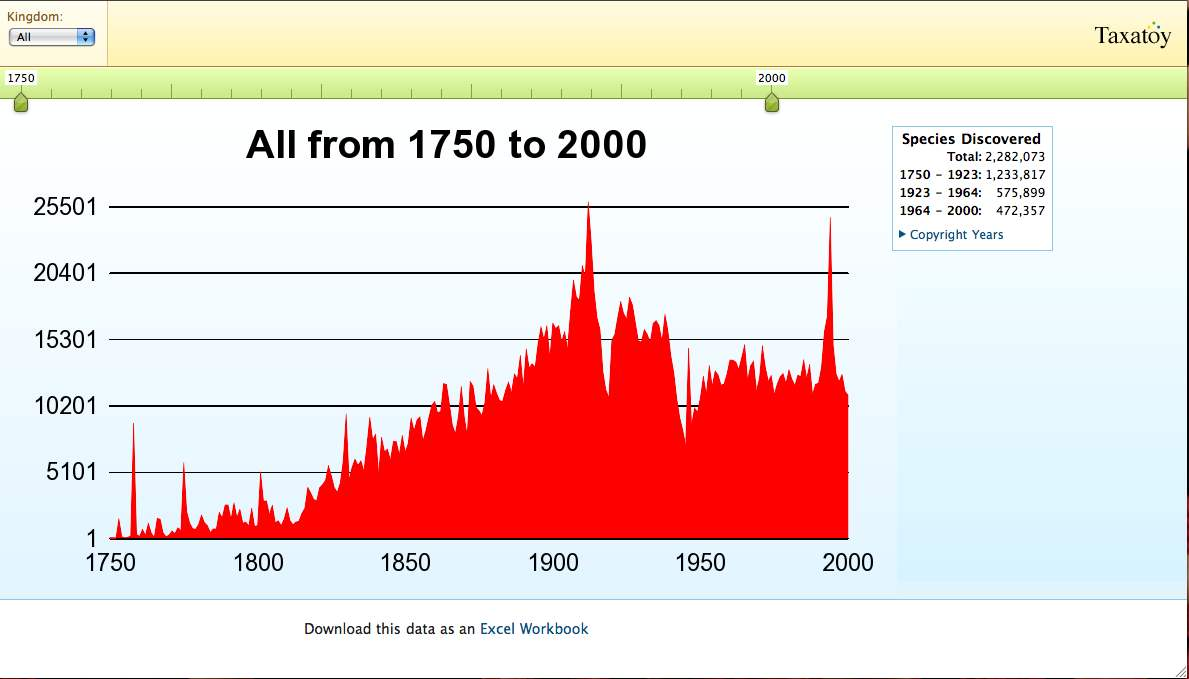 Kingdom:
All
Taxatoy
1750
2000
All from 1750 to 2000
Species Discovered
Total: 2,282,073
1750 – 1923: 1,233,817
1923 – 1964: 575,899
1964 – 2000: 472,357
Copyright Years
25501
20401
15301
10201
5101
1
1750 1800 1850 1900 1950 2000
Download this data as an Excel Workbook